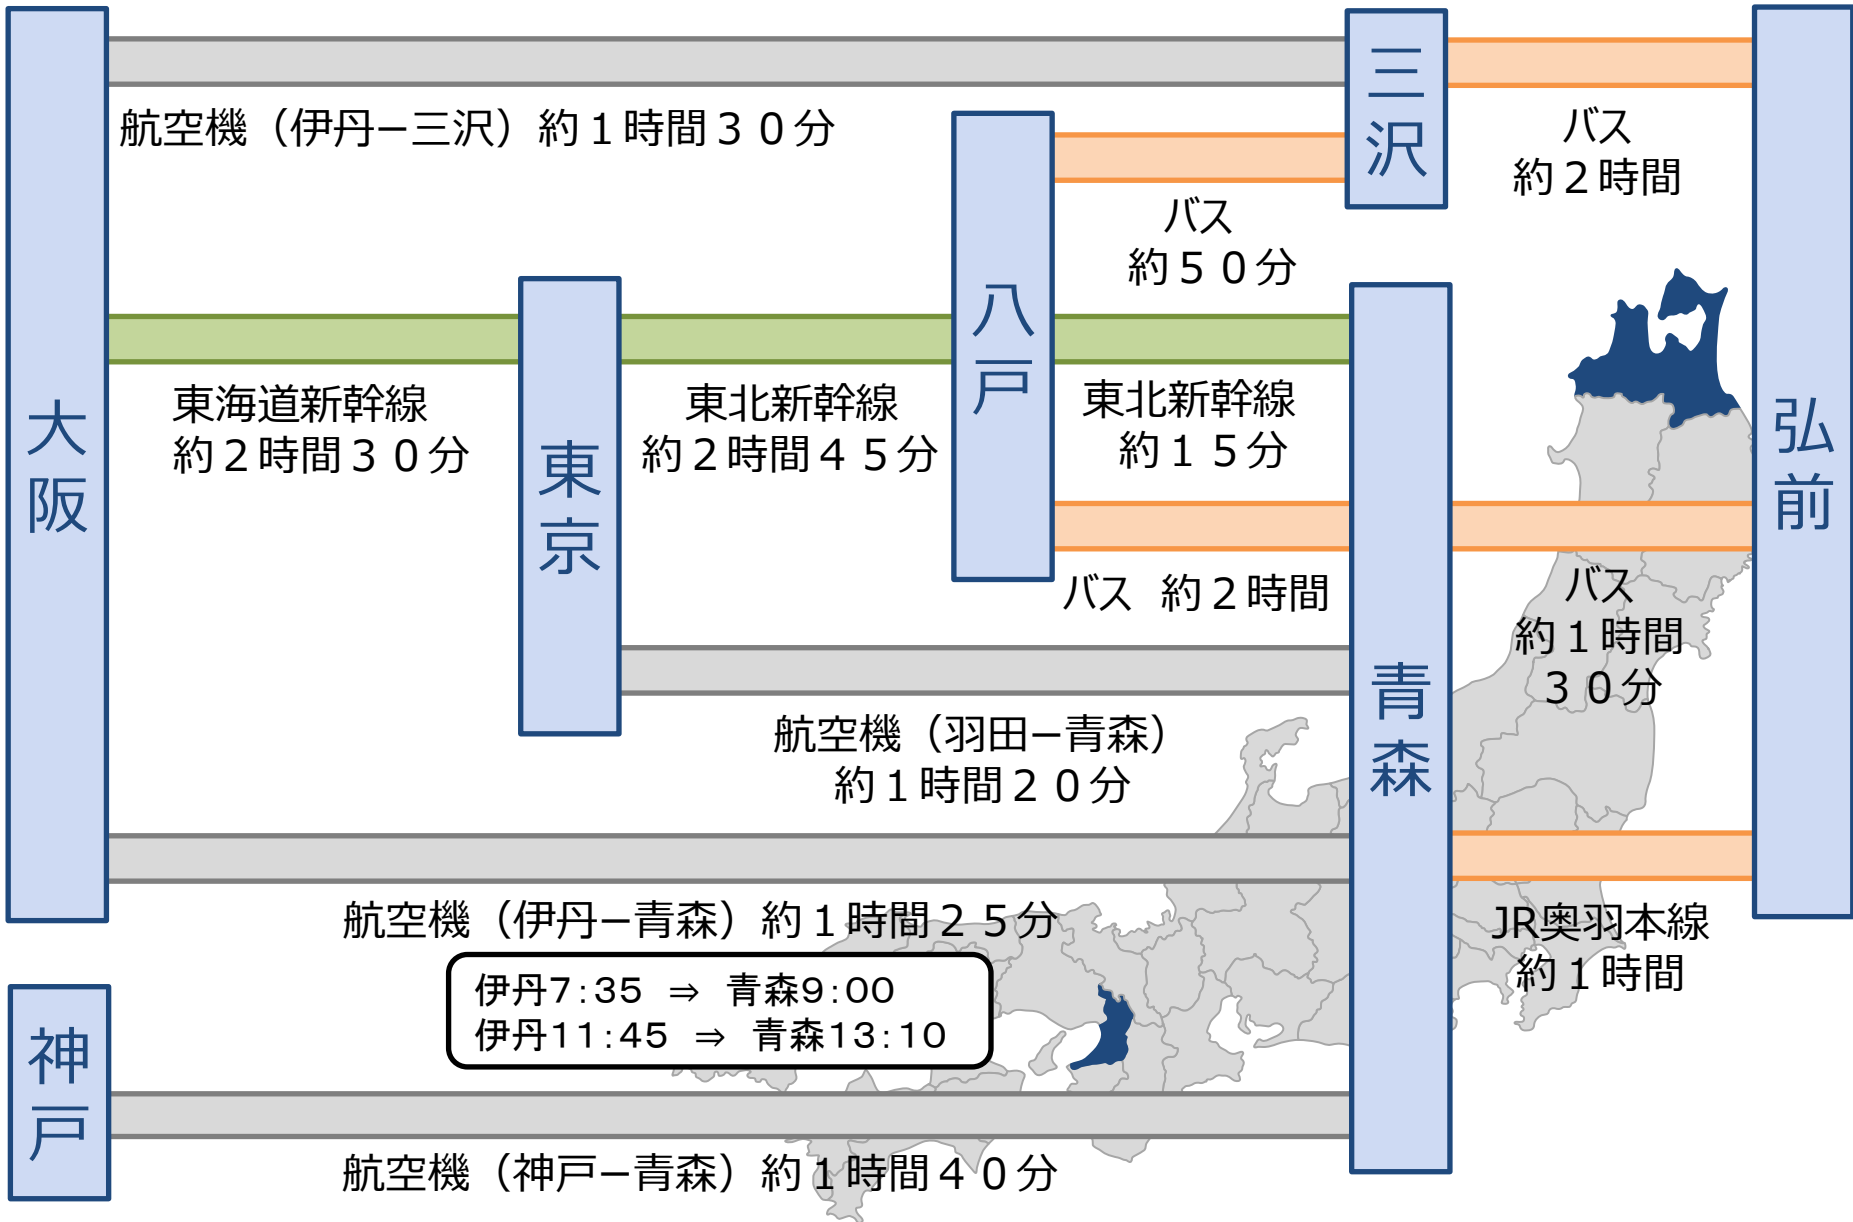 大阪
航空機（伊丹ー三沢）約１時間３０分
三沢
バス
約２時間
弘前
八戸
バス
約５０分
東海道新幹線
約２時間３０分
東京
東北新幹線
約２時間４５分
東北新幹線
約１５分
バス　約２時間
青森
バス
約１時間
３０分
航空機（羽田ー青森）
約１時間２０分
航空機（伊丹ー青森）約１時間２５分
伊丹7:35 ⇒ 青森9:00
伊丹11:45 ⇒ 青森13:10
JR奥羽本線
約１時間
神戸
航空機（神戸ー青森）約１時間４０分